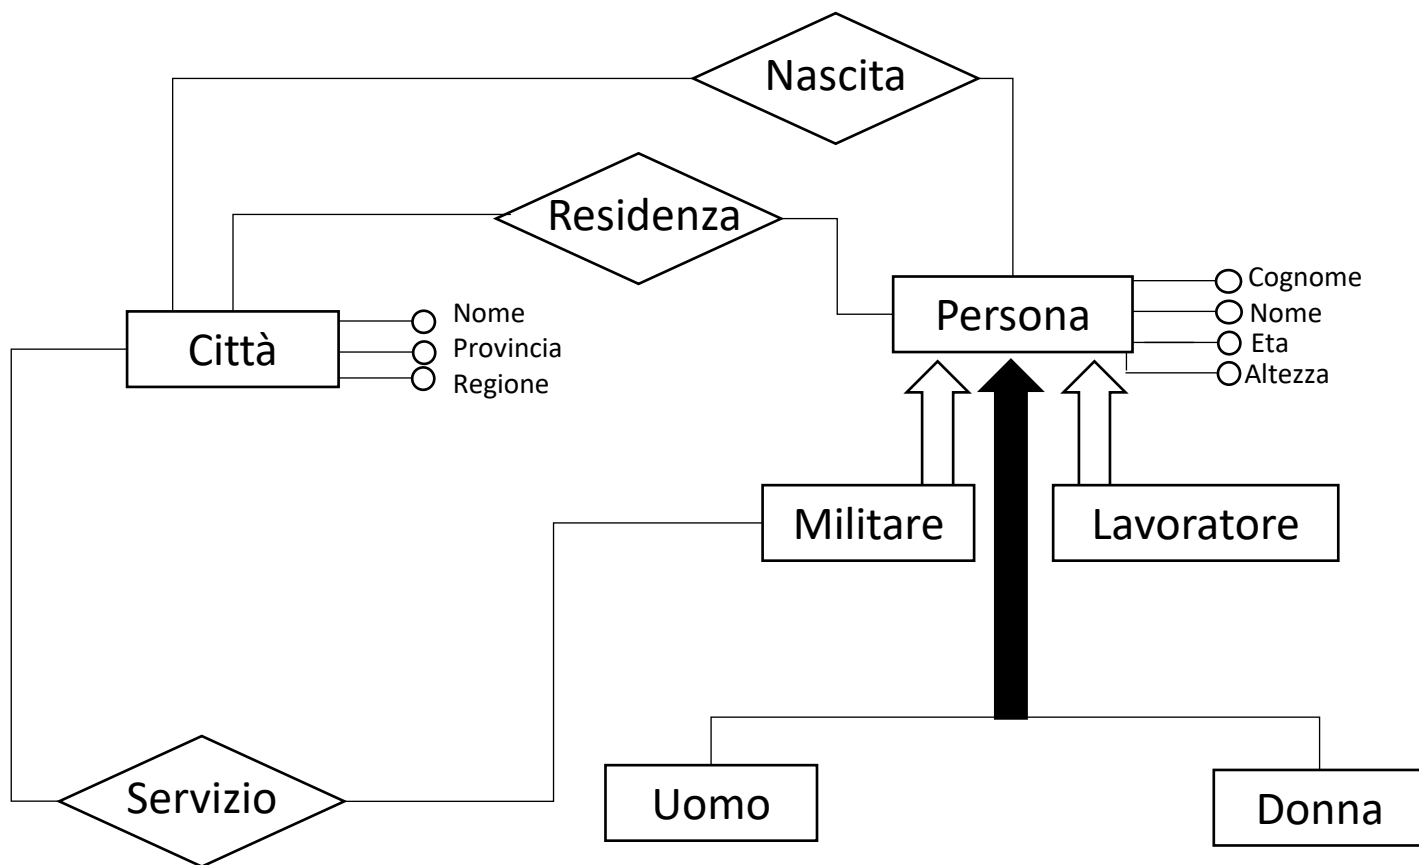 Nascita
Residenza
Cognome
Nome
Persona
Eta
Altezza
Nome
Città
Provincia
Regione
Militare
Lavoratore
Servizio
Uomo
Donna